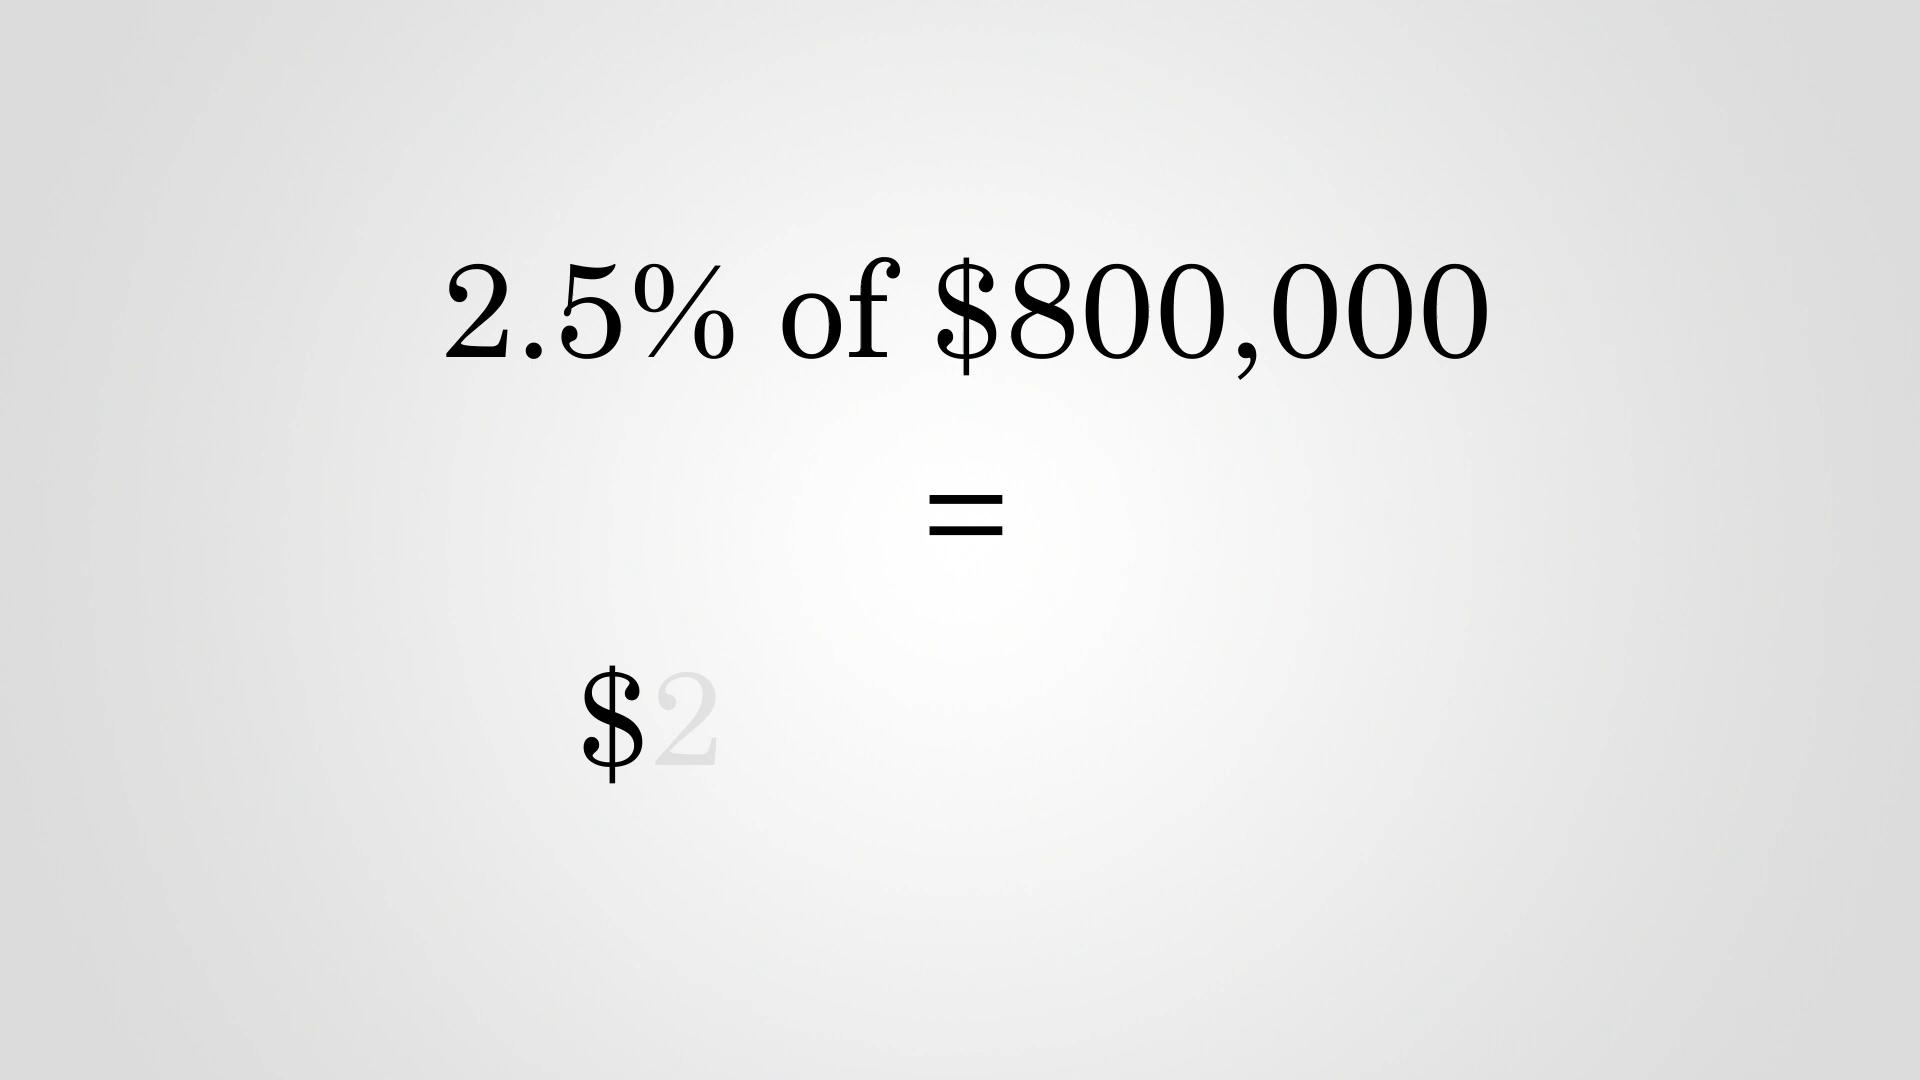 2.5% of $800,000
=
$2